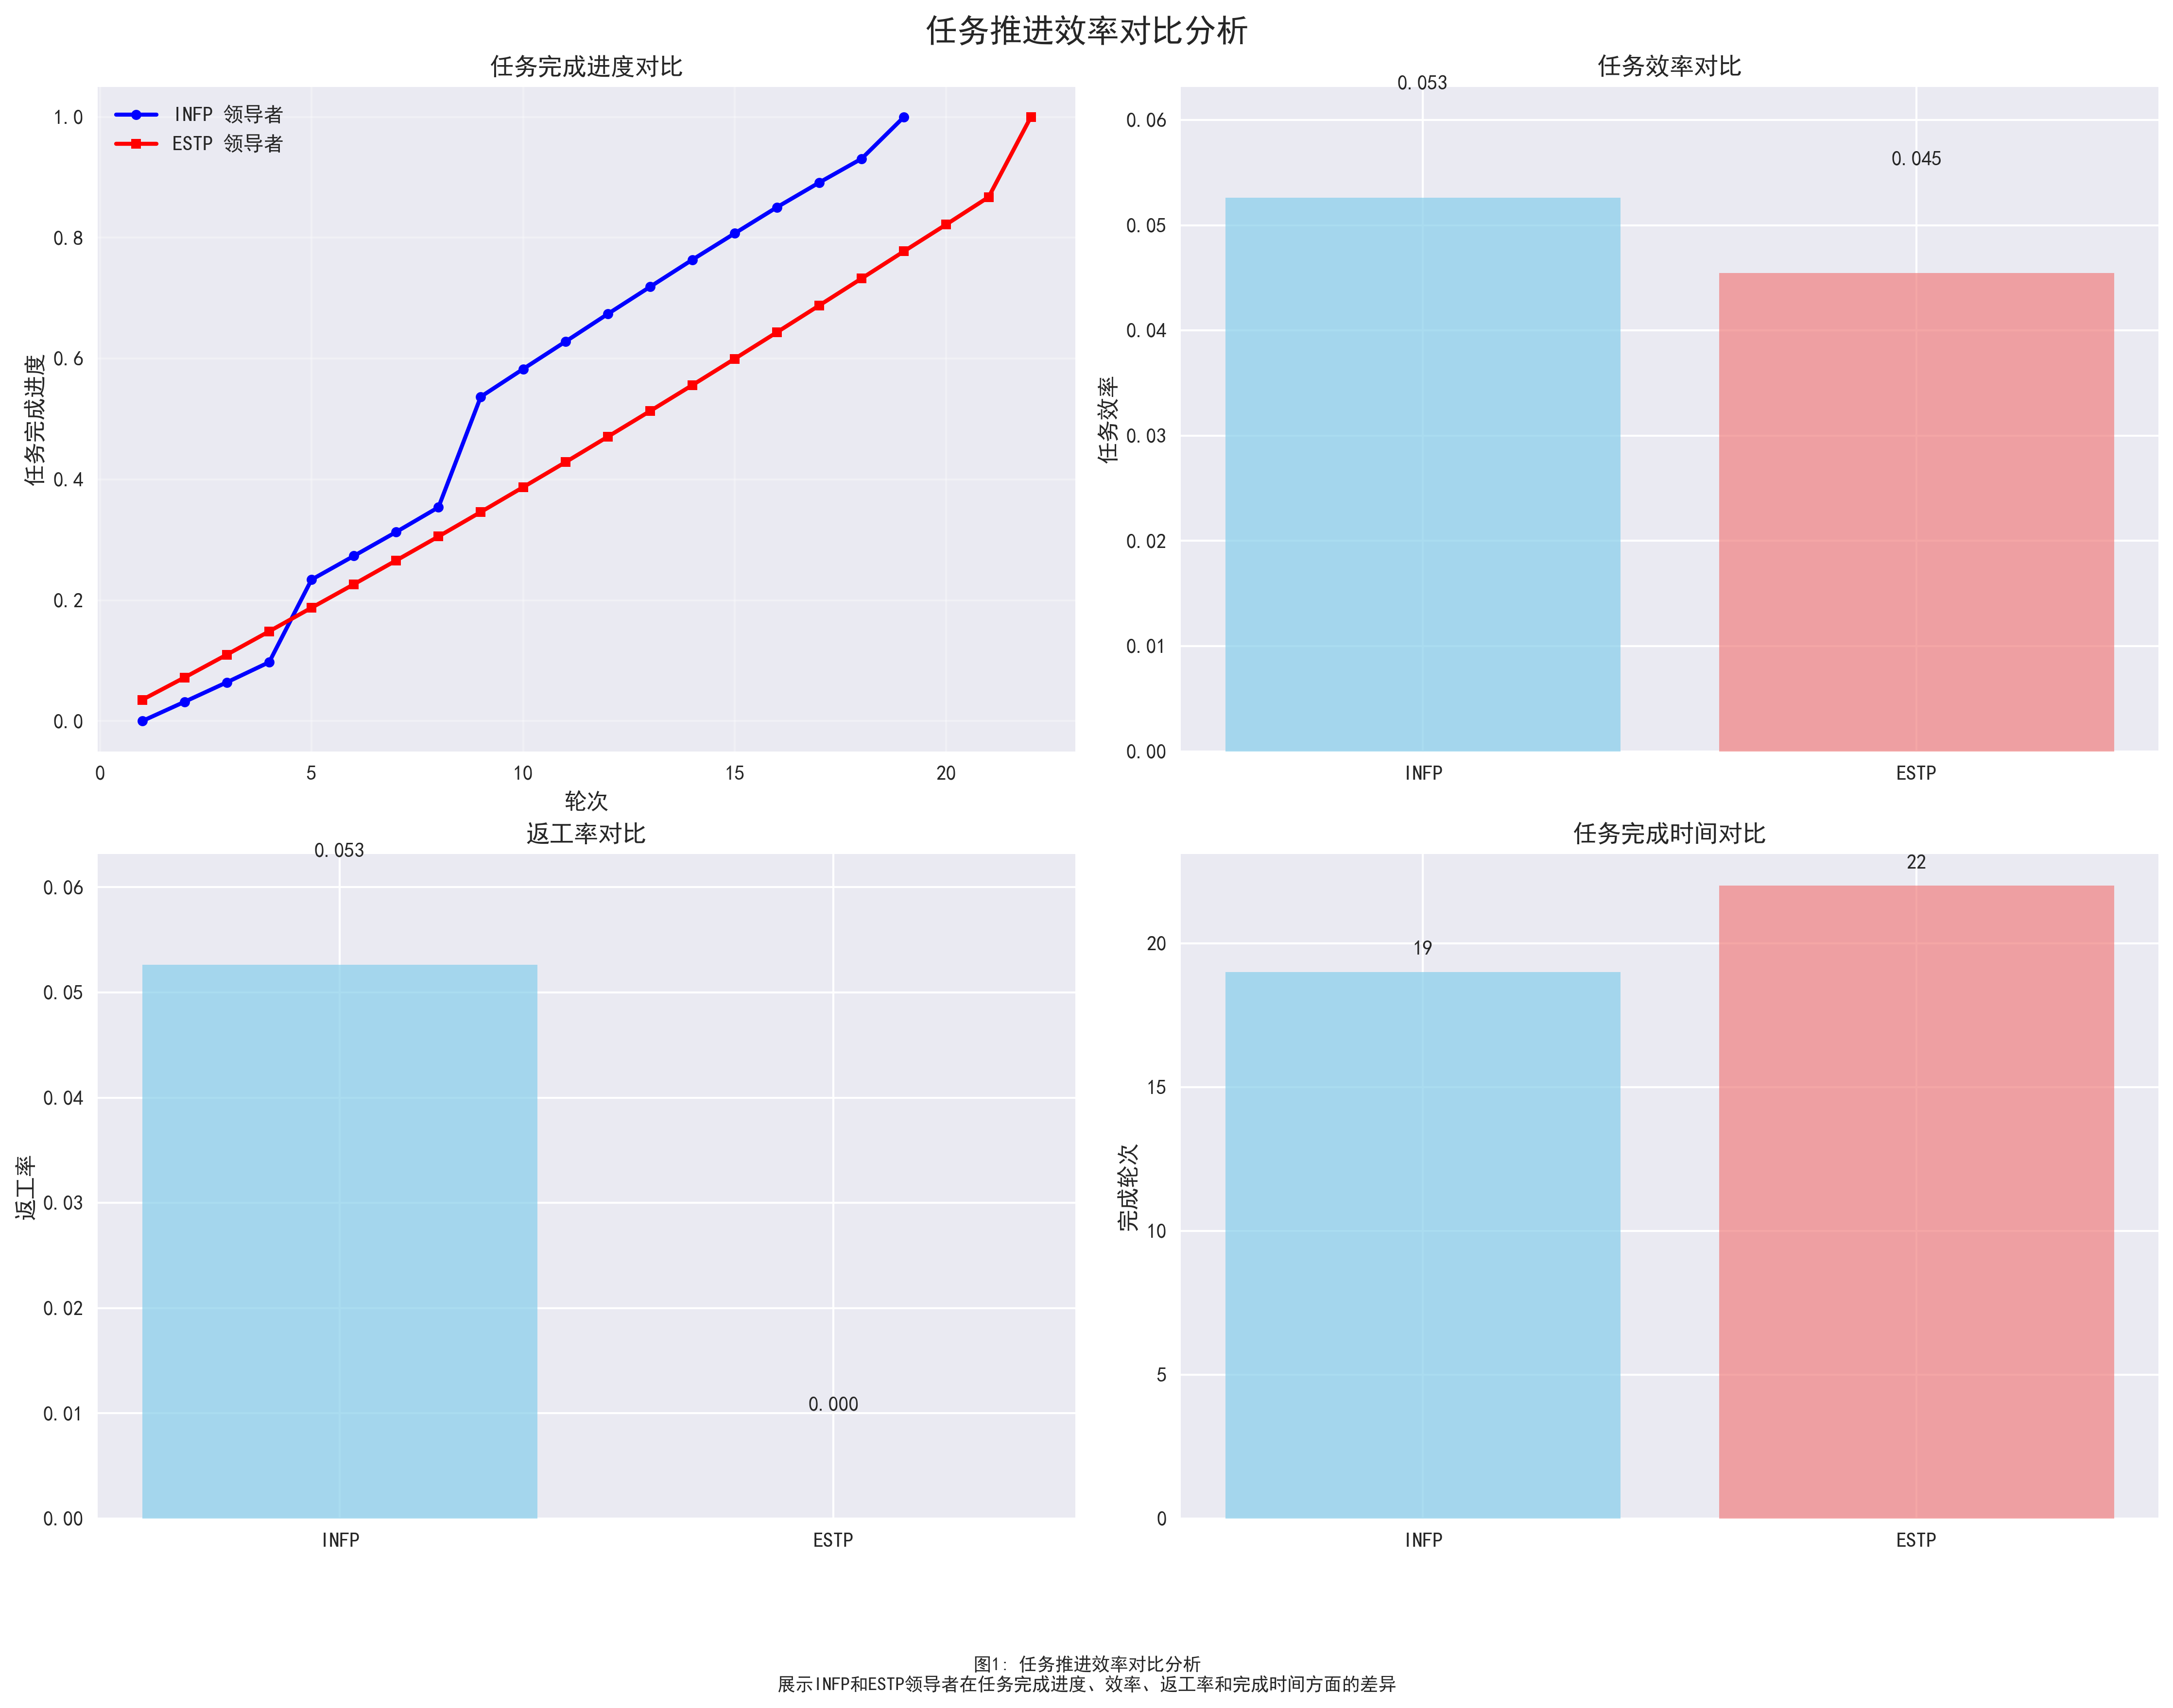 任务推进效率对比分析
任务完成进度对比
INFP 领导者
ESTP 领导者
任务完成进度
1.0
0.8
0.6
0.4
0.2
0.0
0 5 10 15 20
轮次
任务效率对比
0.053
0.045
任务效率
0.06
0.05
0.04
0.03
0.02
0.01
0.00
INFP ESTP
返工率对比
0.053
0.000
返工率
0.06
0.05
0.04
0.03
0.02
0.01
0.00
INFP ESTP
任务完成时间对比
22
19
完成轮次
20
15
10
5
0
INFP ESTP
图1: 任务推进效率对比分析
展示INFP和ESTP领导者在任务完成进度、效率、返工率和完成时间方面的差异